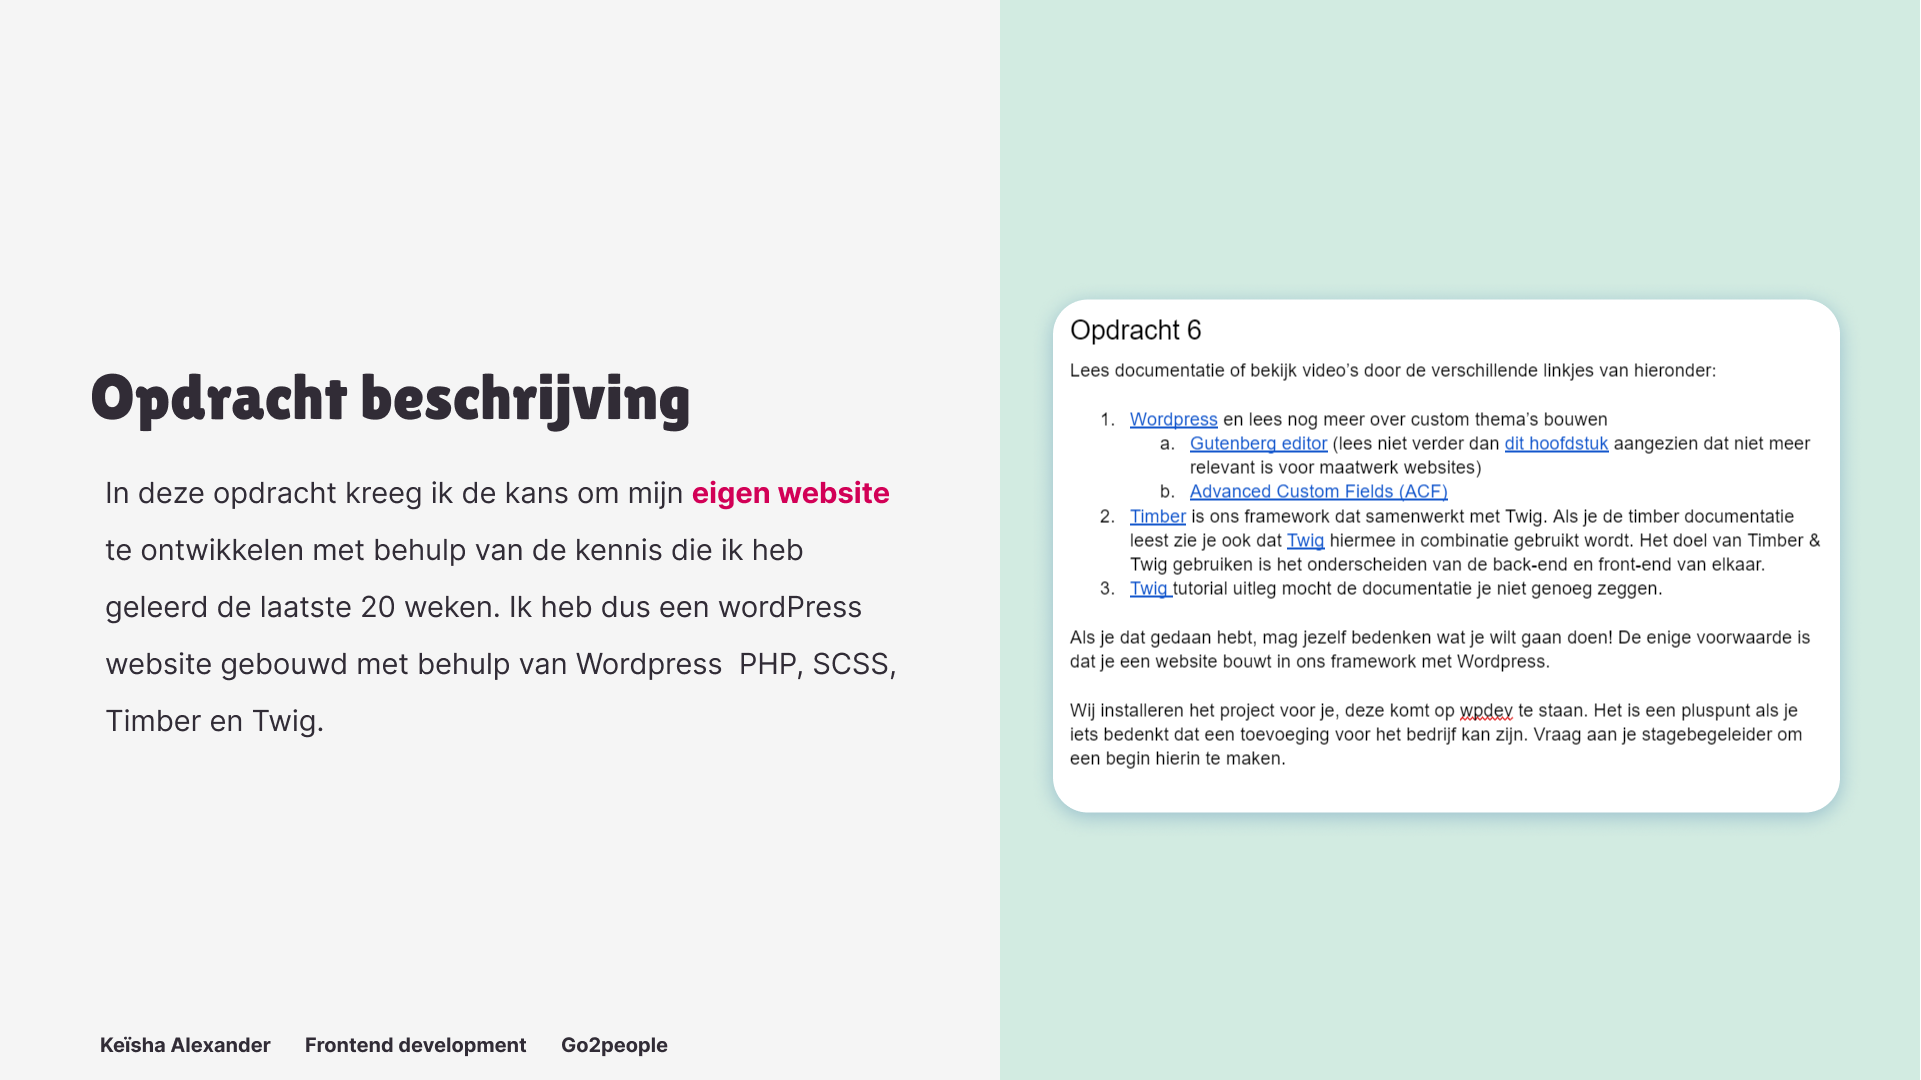 Opdracht beschrijving
In deze opdracht kreeg ik de kans om mijn eigen website
te ontwikkelen met behulp van de kennis die ik heb
geleerd de laatste 20 weken. Ik heb dus een wordPress
website gebouwd met behulp van Wordpress  PHP, SCSS,
Timber en Twig.
Keïsha Alexander Frontend development Go2people
Opdracht 6
Lees documentatie of bekijk video's door de verschillende linkjes van hieronder:
1. Wordpress en lees nog meer over custom thema's bouwen
a. Gutenberg editor (lees niet verder dan dit hoofdstuk aangezien dat niet meer
relevant is voor maatwerk websites)
b. Advanced Custom Fields (ACF)
2. Timber is ons framework dat samenwerkt met Twig. Als je de timber documentatie
leest zie je ook dat Twig hiermee in combinatie gebruikt wordt. Het doel van Timber &
Twig gebruiken is het onderscheiden van de back-end en front-end van elkaar.
3. Twig tutorial uitleg mocht de documentatie je niet genoeg zeggen.
Als je dat gedaan hebt, mag jezelf bedenken wat je wilt gaan doen! De enige voorwaarde is
dat je een website bouwt in ons framework met Wordpress.
Wij installeren het project voor je, deze komt op wpdev te staan. Het is een pluspunt als je
iets bedenkt dat een toevoeging voor het bedrijf kan zijn. Vraag aan je stagebegeleider om
een begin hierin te maken.